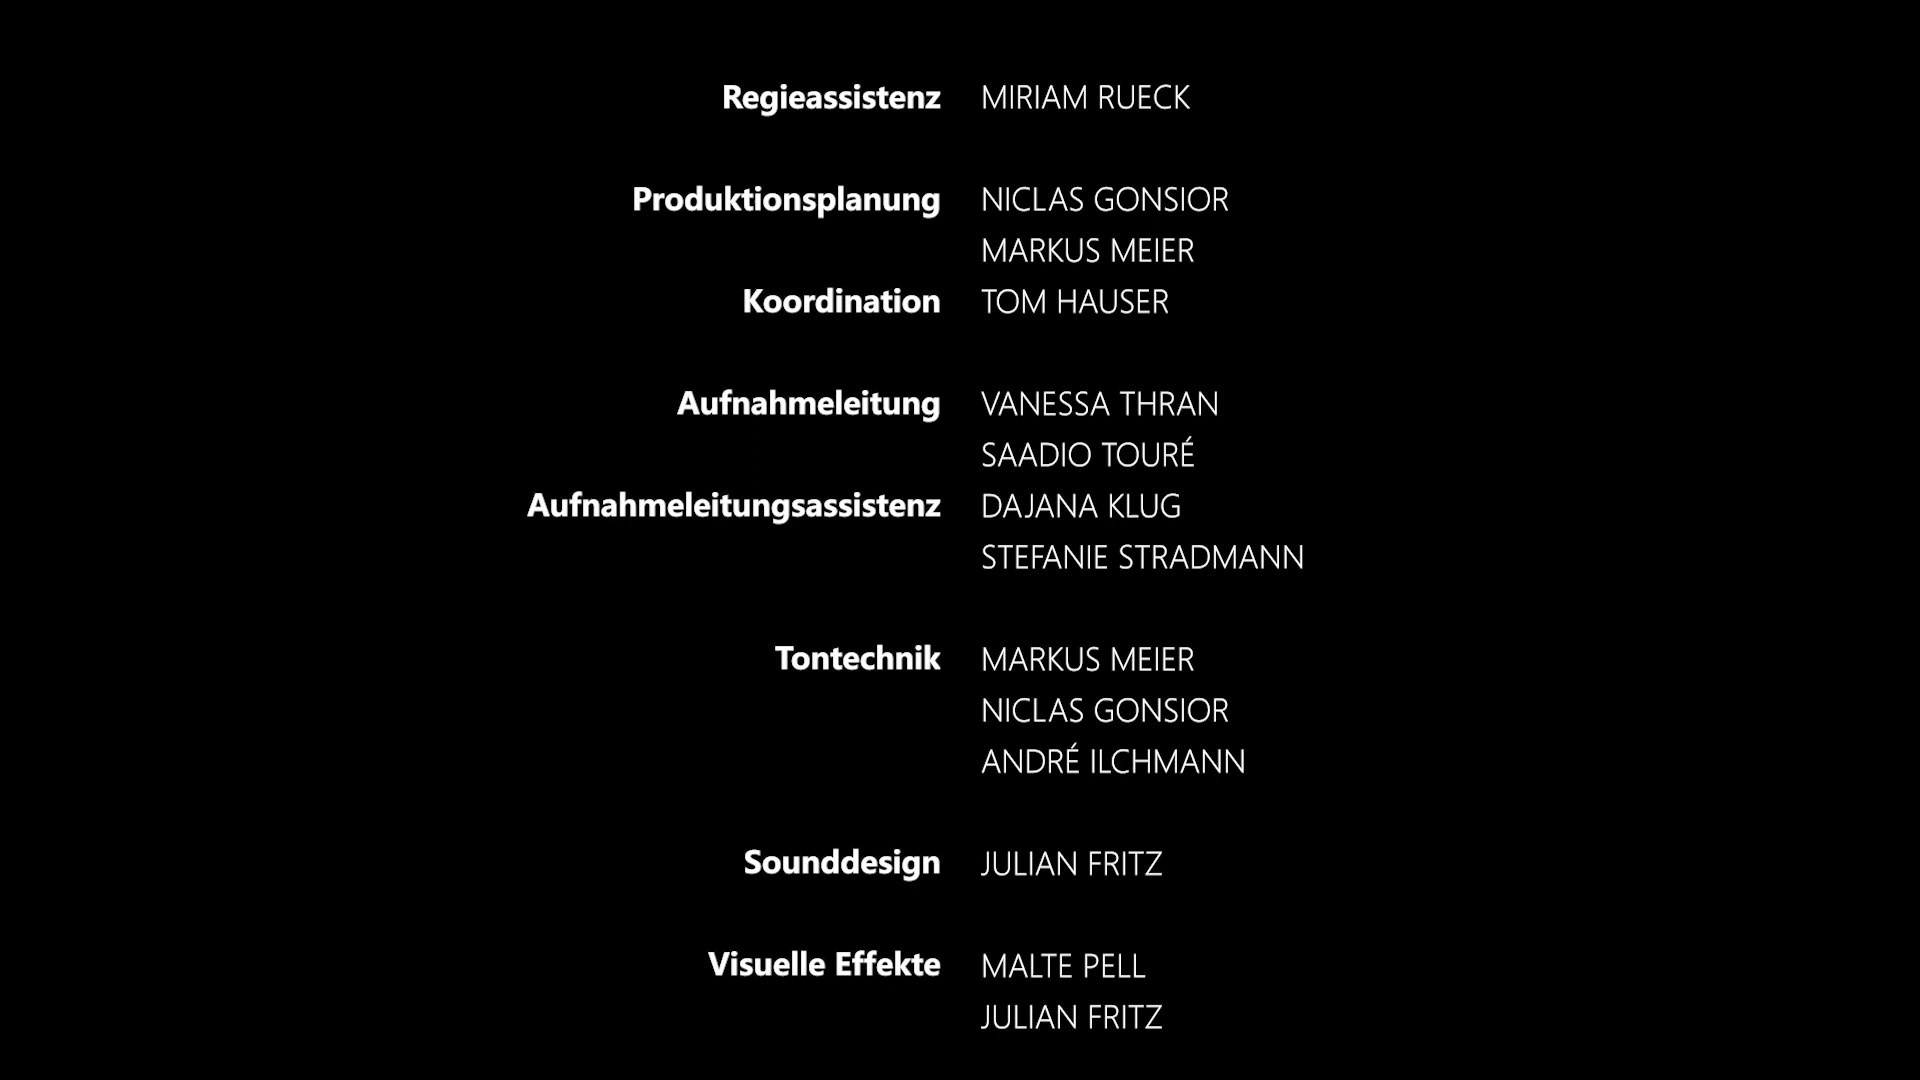 Regieassistenz MIRIAM RUECK
Produktionsplanung NICLAS GONSIOR
MARKUS MEIER
Koordination TOM HAUSER
Aufnahmeleitung VANESSA THRAN
SAADIO TOURÉ
Aufnahmeleitungsassistenz DAJANA KLUG
STEFANIE STRADMANN
Tontechnik MARKUS MEIER
NICLAS GONSIOR
ANDRÉ ILCHMANN
Sounddesign JULIAN FRITZ
Visuelle Effekte MALTE PELL
JULIAN FRITZ